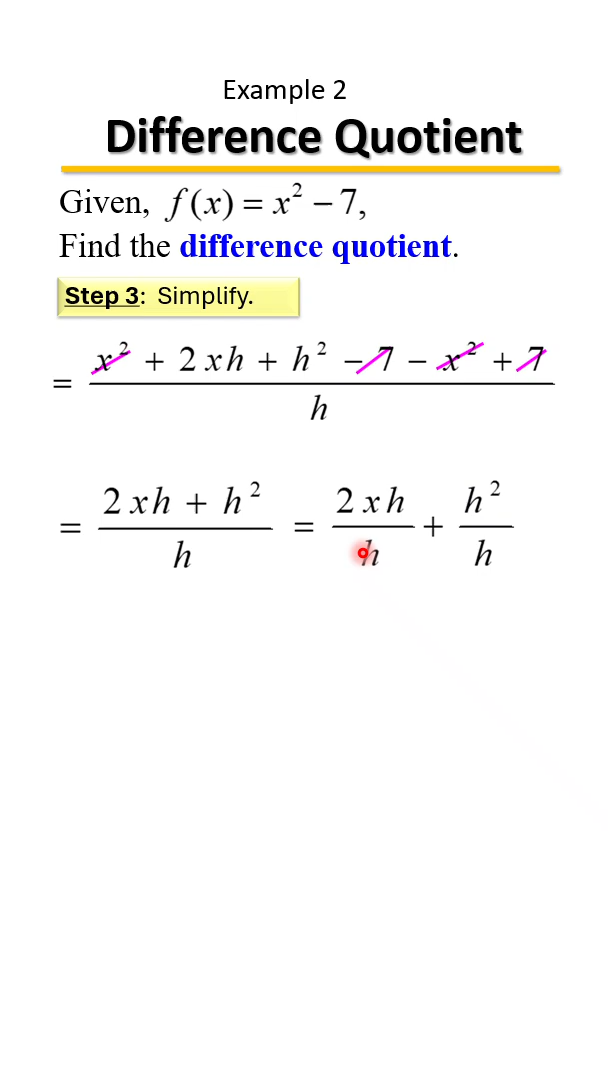 Example 2
Difference Quotient
Given, f(x) = x² − 7,
Find the difference quotient.
Step 3: Simplify.
= (x² + 2xh + h² − 7 − x² + 7) / h
= (2xh + h²) / h = 2xh / h + h² / h